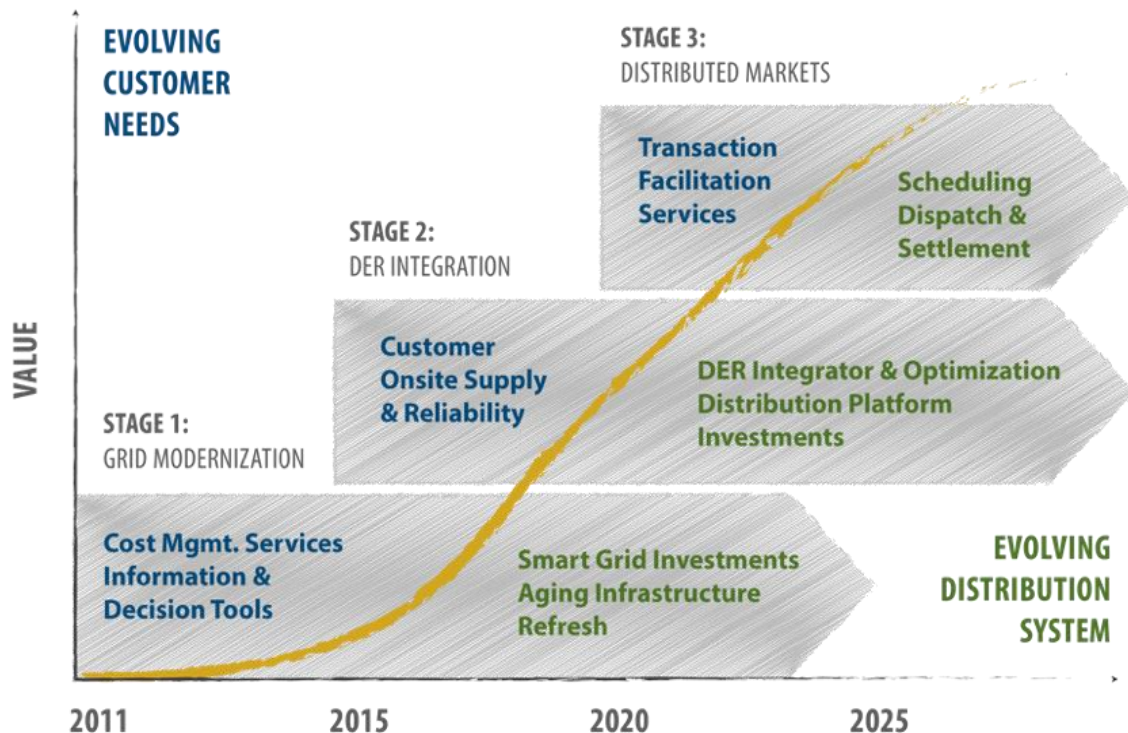 EVOLVING
CUSTOMER
NEEDS
STAGE 3:
DISTRIBUTED MARKETS
Transaction
Facilitation
Services
Scheduling
Dispatch &
Settlement
STAGE 2:
DER INTEGRATION
Customer
Onsite Supply
& Reliability
DER Integrator & Optimization
Distribution Platform
Investments
VALUE
STAGE 1:
GRID MODERNIZATION
Cost Mgmt. Services
Information &
Decision Tools
Smart Grid Investments
Aging Infrastructure
Refresh
EVOLVING
DISTRIBUTION
SYSTEM
2011
2015
2020
2025